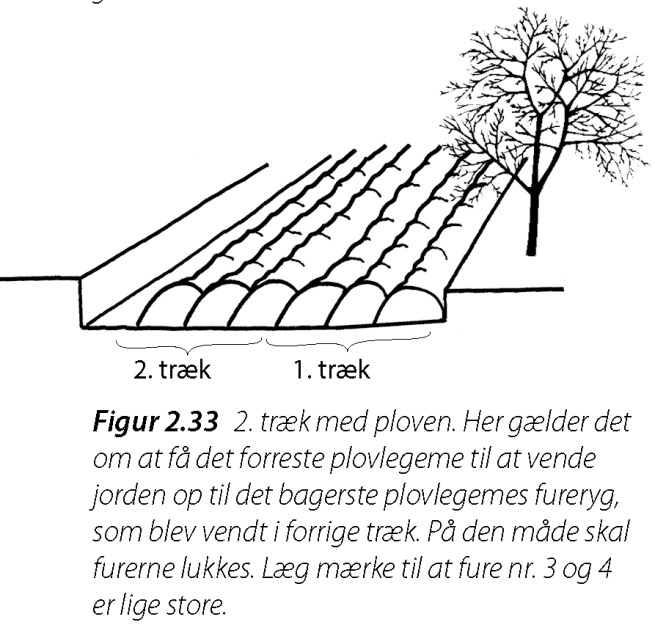 2. træk 1. træk
Figur 2.33 2. træk med ploven. Her gælder det
om at få det forreste plovlegeme til at vende
jorden op til det bagerste plovlegemes fureryg,
som blev vendt i forrige træk. På den måde skal
furerne lukkes. Læg mærke til at fure nr. 3 og 4
er lige store.